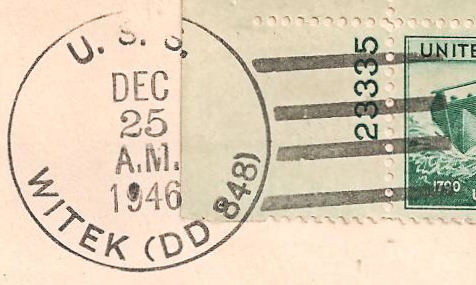 U. S. S.
DEC
25
A.M.
1946
WITEK (DD 848)
23335
UNITE
1790